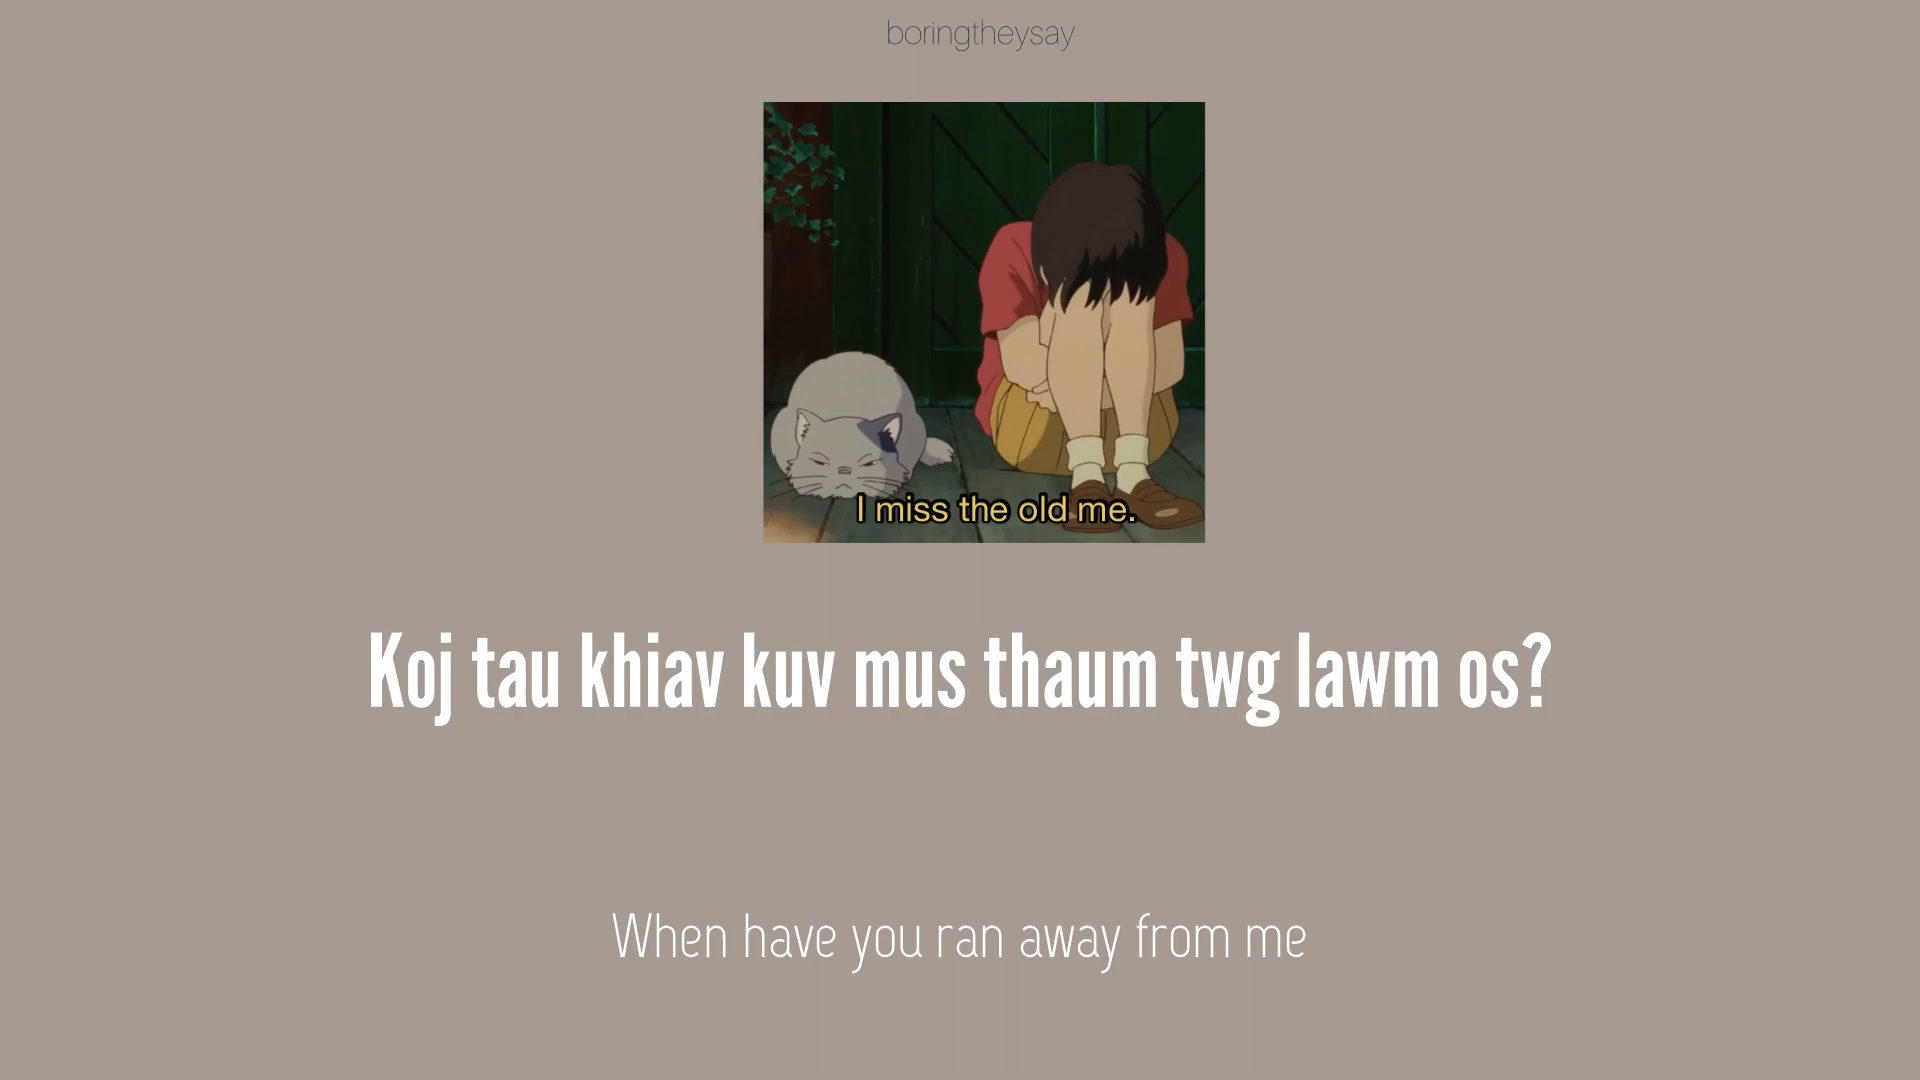 boringtheysay
I miss the old me.
Koj tau khiav kuv mus thaum twg lawm os?
When have you ran away from me